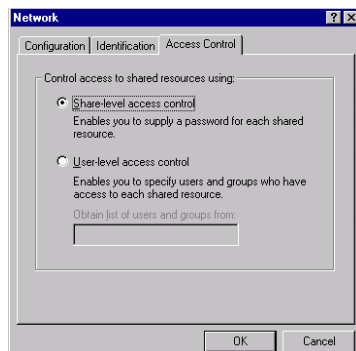 Network
Configuration Identification Access Control
Control access to shared resources using:
Share-level access control
Enables you to supply a password for each shared
resource.
User-level access control
Enables you to specify users and groups who have
access to each shared resource.
Obtain list of users and groups from:
OK Cancel